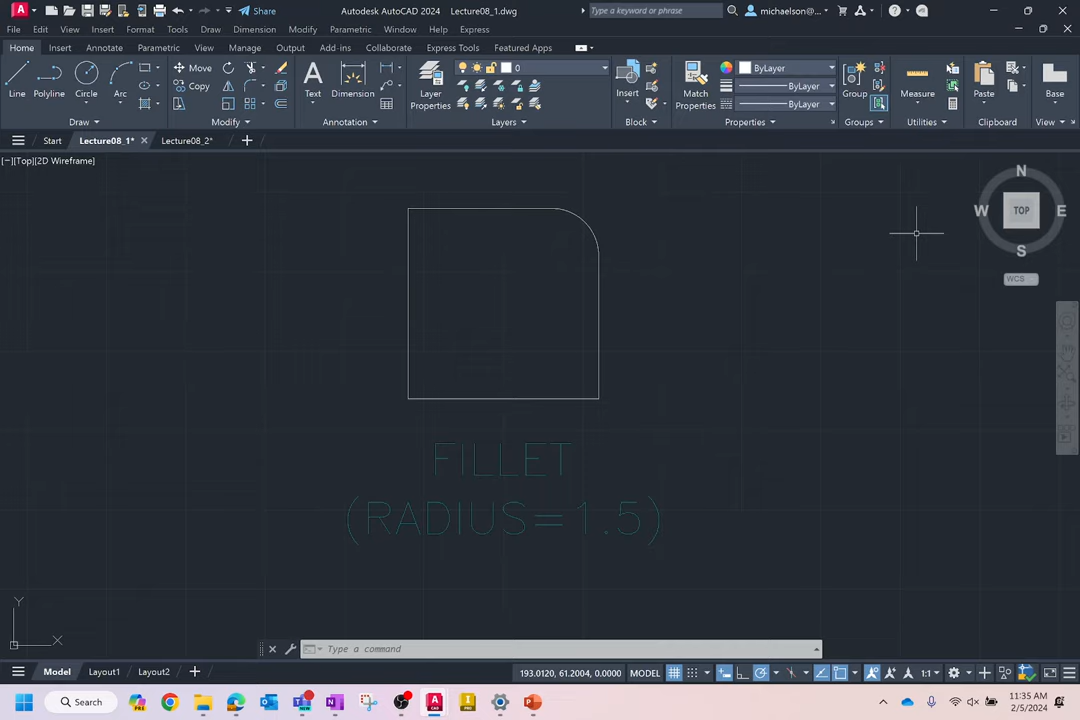 Share
Autodesk AutoCAD 2024 Lecture08_1.dwg
Type a keyword or phrase
michaelson@...
File Edit View Insert Format Tools Draw Dimension Modify Parametric Window Help Express
Home Insert Annotate Parametric View Manage Output Add-ins Collaborate Express Tools Featured Apps
Line Polyline Circle Arc
Move
Copy
Text Dimension
Layer Properties
0
Insert
Match Properties
ByLayer
ByLayer
ByLayer
Group
Measure
Paste
Base
Draw Modify Annotation Layers Block Properties Groups Utilities Clipboard View
Start Lecture08_1* Lecture08_2*
[−][Top][2D Wireframe]
N
W TOP E
S
WCS
FILLET
(RADIUS=1.5)
Y
X
Type a command
Model Layout1 Layout2
193.0120, 61.2004, 0.0000 MODEL
1:1
Search
11:35 AM
2/5/2024